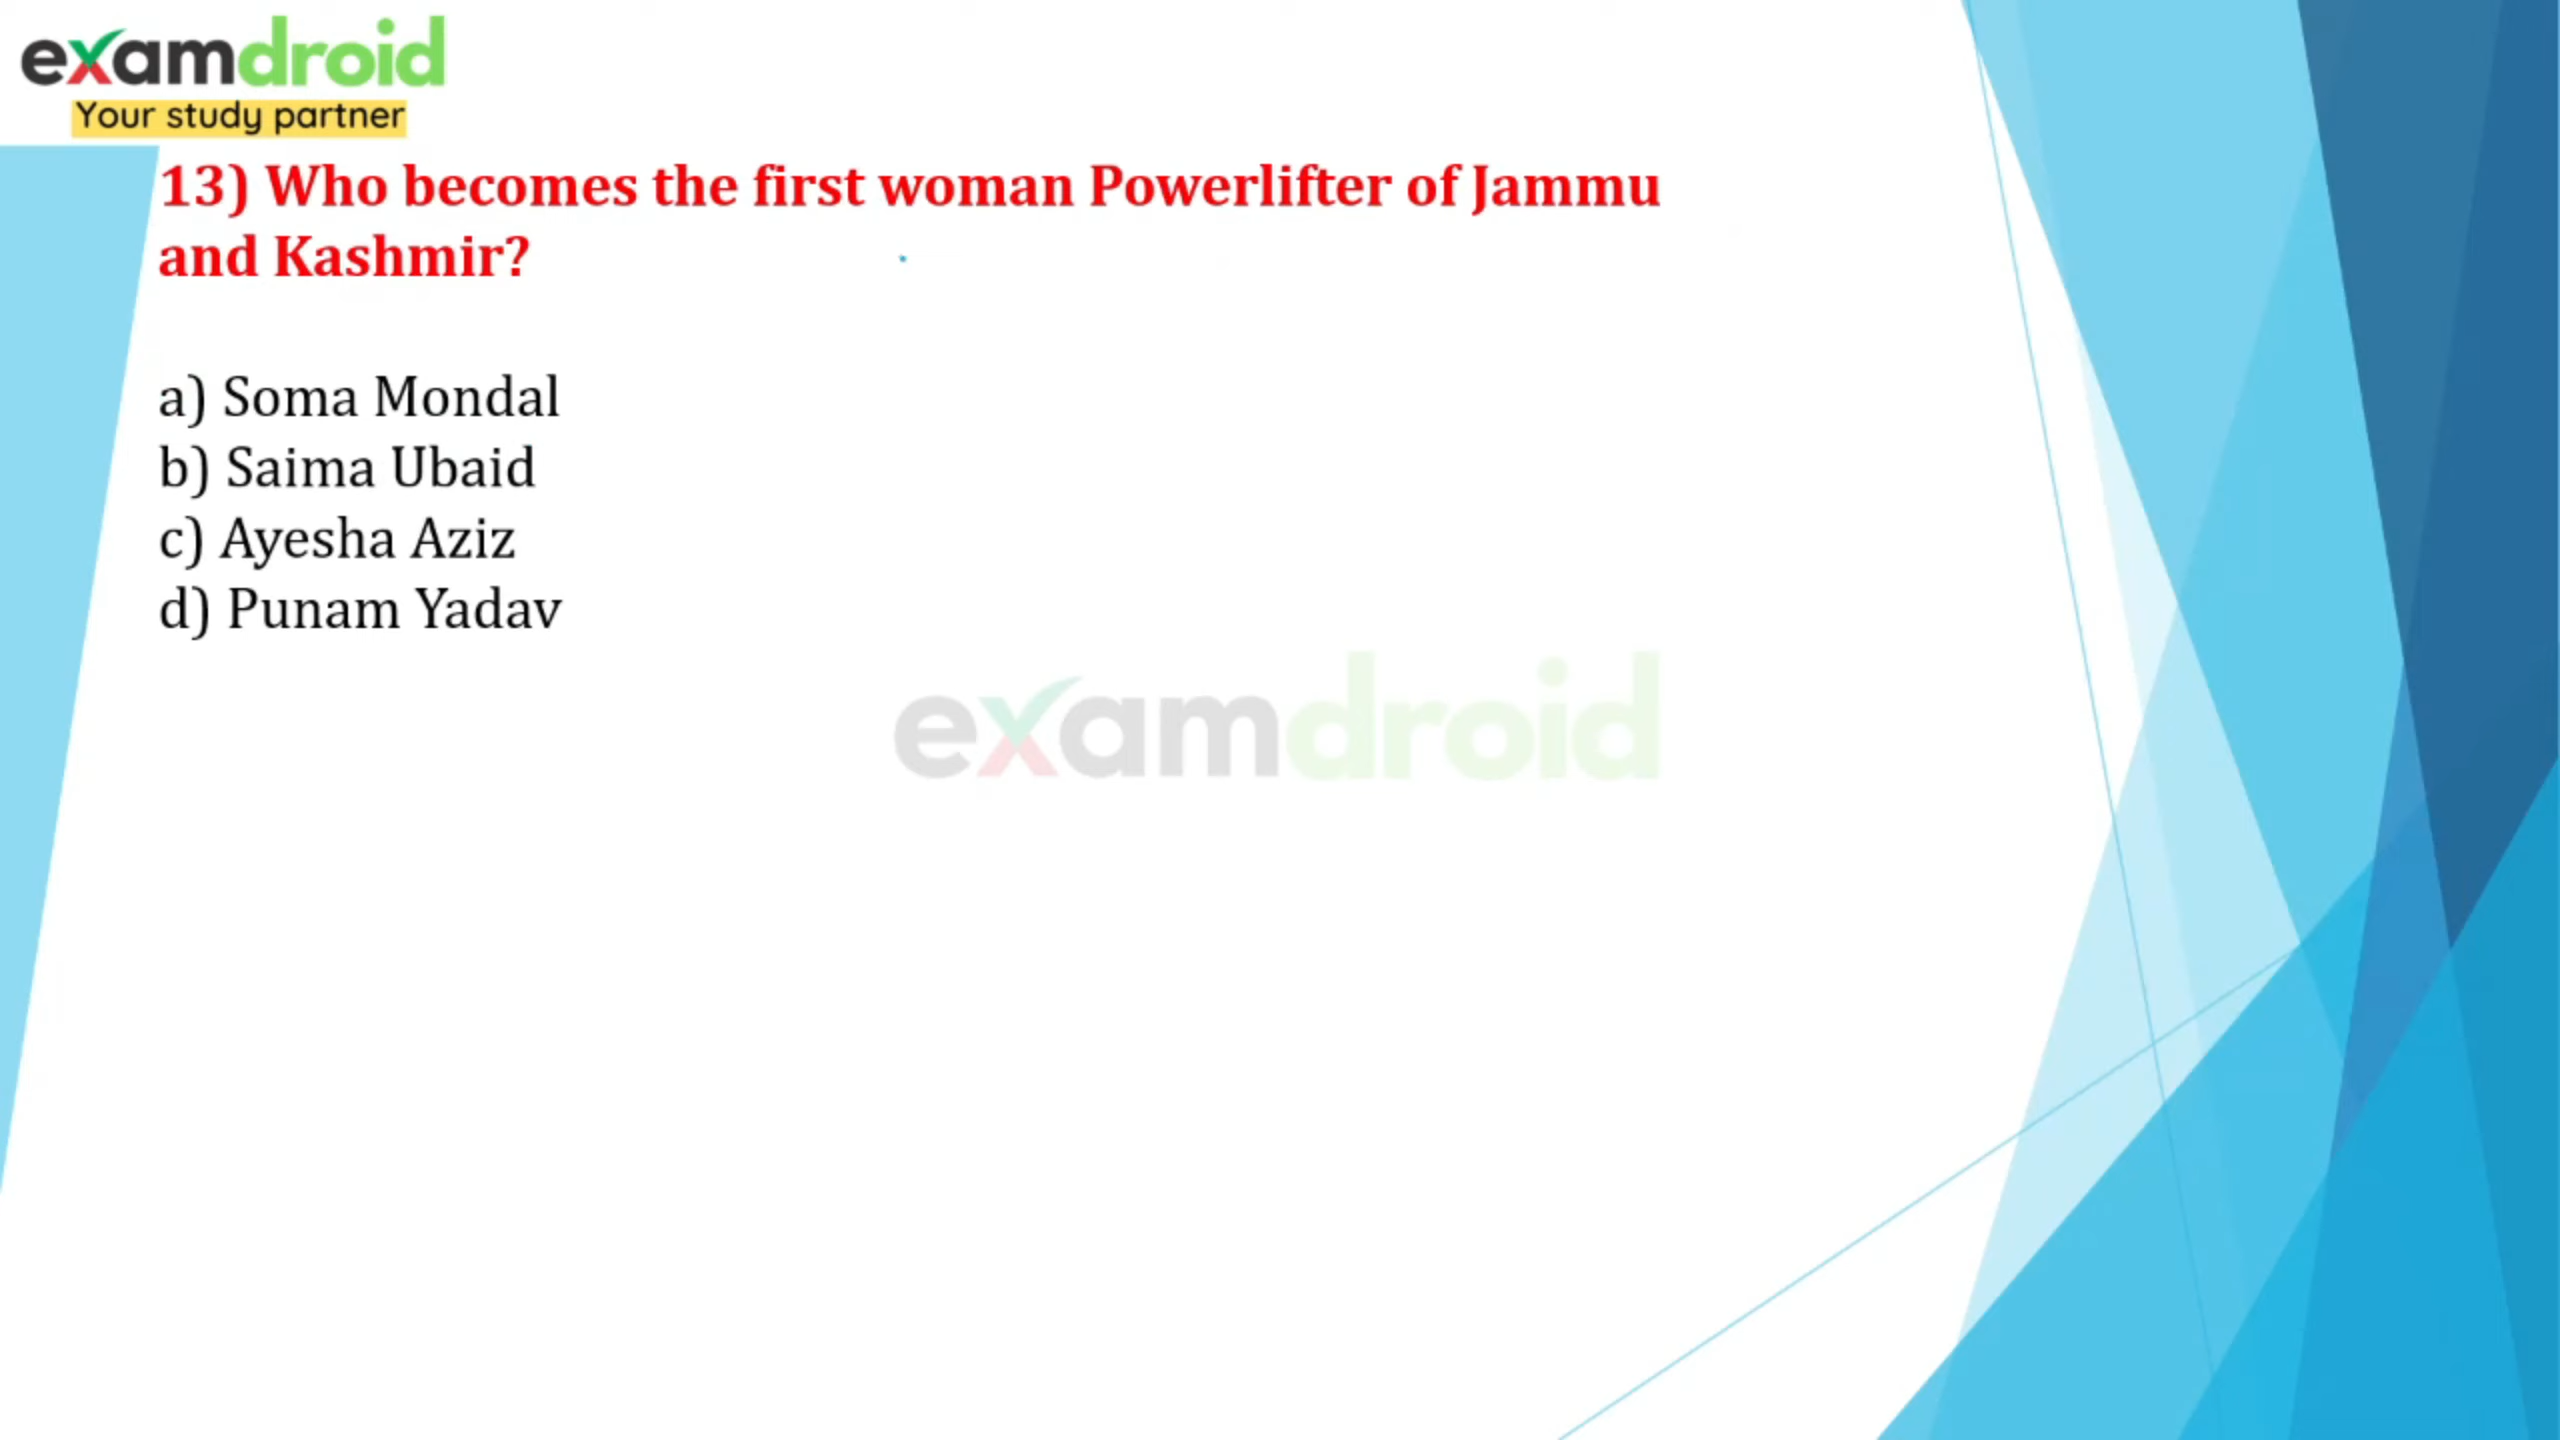 examdroid
Your study partner
13) Who becomes the first woman Powerlifter of Jammu
and Kashmir?
a) Soma Mondal
b) Saima Ubaid
c) Ayesha Aziz
d) Punam Yadav
examdroid